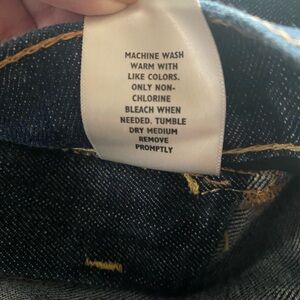 MACHINE WASH
WARM WITH
LIKE COLORS.
ONLY NON-
CHLORINE
BLEACH WHEN
NEEDED. TUMBLE
DRY MEDIUM
REMOVE
PROMPTLY